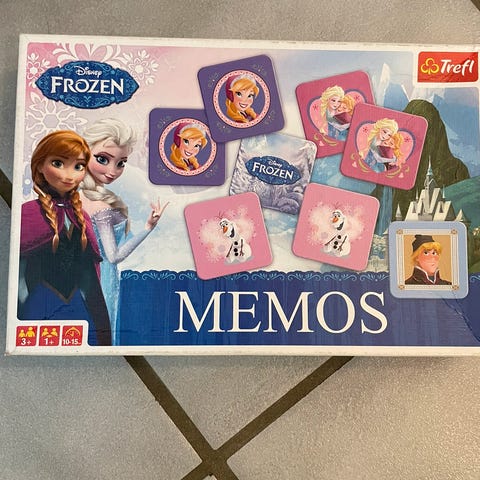 Disney
FROZEN
Trefl
Disney
FROZEN
MEMOS
3+ 1+ 10-15